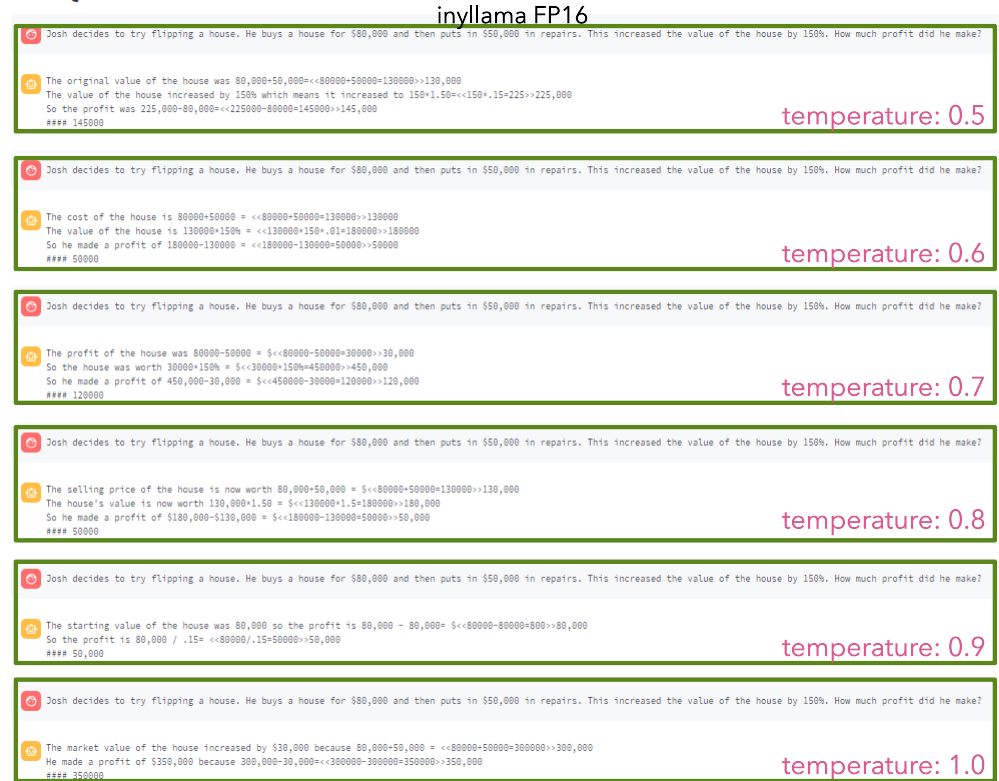 inyllama FP16
Josh decides to try flipping a house. He buys a house for $80,000 and then puts in $50,000 in repairs. This increased the value of the house by 150%. How much profit did he make?
The original value of the house was 80,000+50,00=<<80000+50000=130000>>130,000
The value of the house increased by 150% which means it increased to 150*1.50=<<150*.15=225>>225,000
So the profit was 225,000-80,000=<<225000-80000=145000>>145,000
#### 145000
temperature: 0.5
Josh decides to try flipping a house. He buys a house for $80,000 and then puts in $50,000 in repairs. This increased the value of the house by 150%. How much profit did he make?
The cost of the house is 80000+50000 = <<80000+50000=130000>>130000
The value of the house is 130000*150% = <<130000*150*.01=180000>>180000
So he made a profit of 180000-130000 = <<180000-130000=50000>>50000
#### 50000
temperature: 0.6
Josh decides to try flipping a house. He buys a house for $80,000 and then puts in $50,000 in repairs. This increased the value of the house by 150%. How much profit did he make?
The profit of the house was 80000-50000 = $<<80000-50000=30000>>30,000
So the house was worth 30000*150% = $<<30000*150%=450000>>450,000
So he made a profit of 450,000-30,000 = $<<450000-30000=120000>>120,000
#### 120000
temperature: 0.7
Josh decides to try flipping a house. He buys a house for $80,000 and then puts in $50,000 in repairs. This increased the value of the house by 150%. How much profit did he make?
The selling price of the house is now worth 80,000+50,000 = $<<80000+50000=130000>>130,000
The house's value is now worth 130,000*1.50 = $<<130000*1.5=180000>>180,000
So he made a profit of $180,000-$130,000 = $<<180000-130000=50000>>50,000
#### 50000
temperature: 0.8
Josh decides to try flipping a house. He buys a house for $80,000 and then puts in $50,000 in repairs. This increased the value of the house by 150%. How much profit did he make?
The starting value of the house was 80,000 so the profit is 80,000 - 80,000= $<<80000-80000=800>>80,000
So the profit is 80,000 / .15= <<80000/.15=50000>>50,000
#### 50,000
temperature: 0.9
Josh decides to try flipping a house. He buys a house for $80,000 and then puts in $50,000 in repairs. This increased the value of the house by 150%. How much profit did he make?
The market value of the house increased by $30,000 because 80,000+50,000 = <<80000+50000=300000>>300,000
He made a profit of $350,000 because 300,000-30,000=<<300000-30000=350000>>350,000
#### 350000
temperature: 1.0